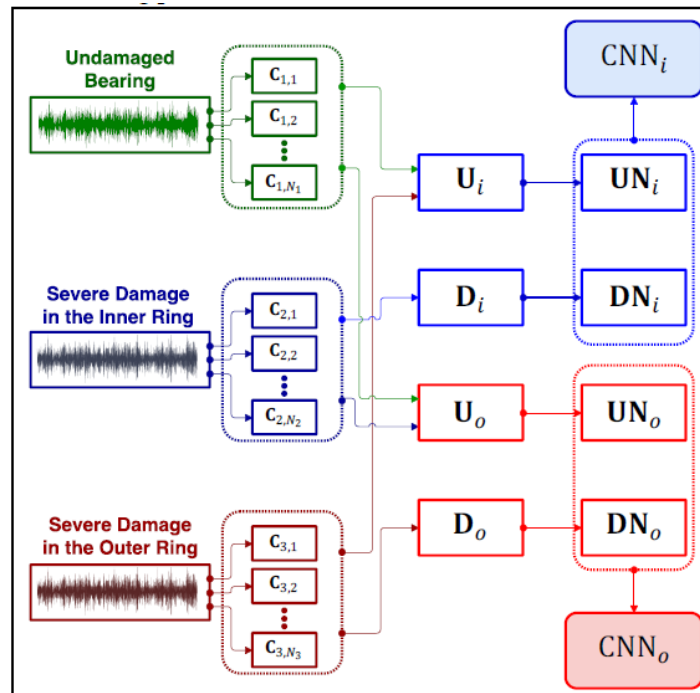 Undamaged
Bearing
C1,1
C1,2
C1,N1
Severe Damage
in the Inner Ring
C2,1
C2,2
C2,N2
Severe Damage
in the Outer Ring
C3,1
C3,2
C3,N3
Ui
Di
Uo
Do
UNi
DNi
UNo
DNo
CNNi
CNNo